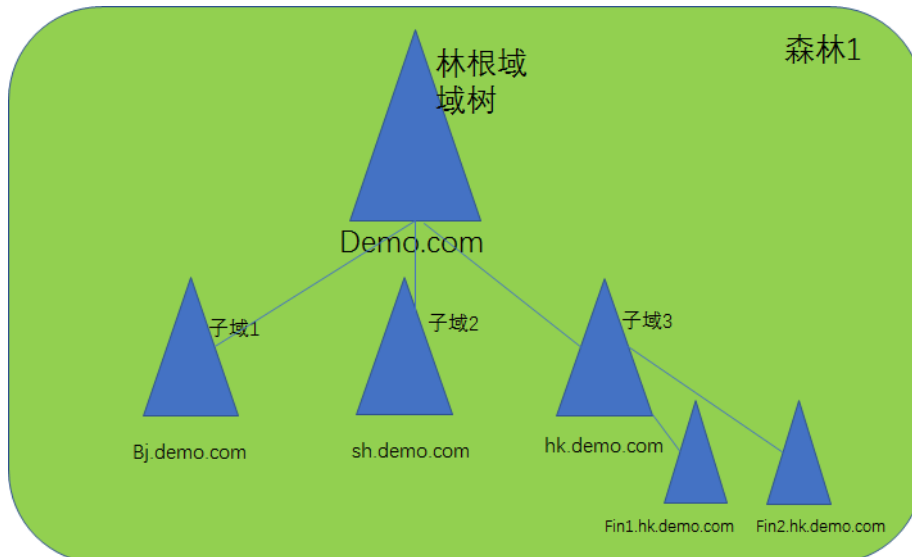 森林1
林根域
域树
Demo.com
子域1
子域2
子域3
Bj.demo.com
sh.demo.com
hk.demo.com
Fin1.hk.demo.com
Fin2.hk.demo.com